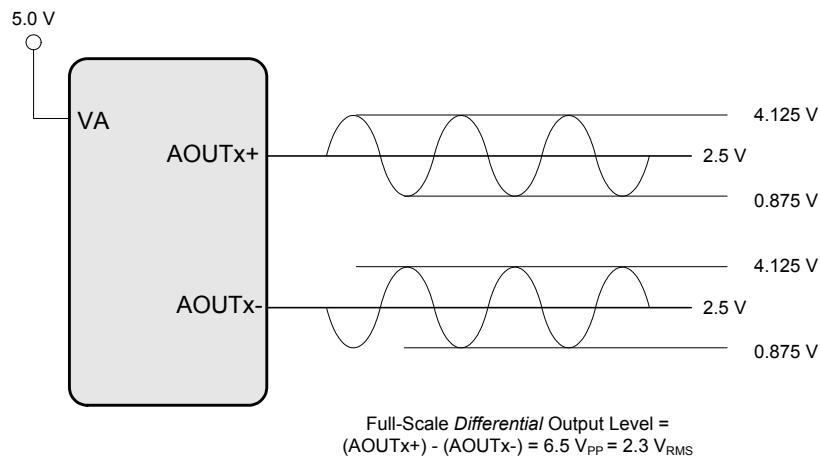 5.0 V
VA
AOUTx+
4.125 V
2.5 V
0.875 V
AOUTx-
4.125 V
2.5 V
0.875 V
Full-Scale Differential Output Level =
(AOUTx+) - (AOUTx-) = 6.5 VPP = 2.3 VRMS